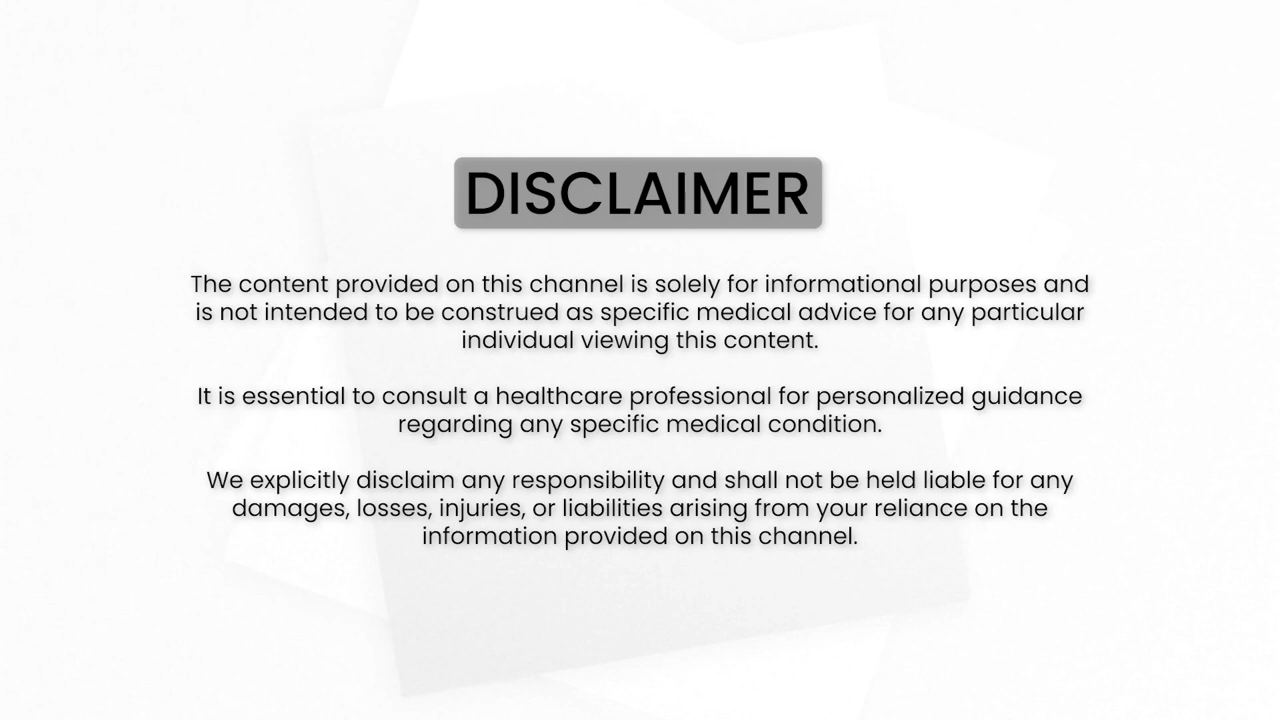 DISCLAIMER
The content provided on this channel is solely for informational purposes and
is not intended to be construed as specific medical advice for any particular
individual viewing this content.
It is essential to consult a healthcare professional for personalized guidance
regarding any specific medical condition.
We explicitly disclaim any responsibility and shall not be held liable for any
damages, losses, injuries, or liabilities arising from your reliance on the
information provided on this channel.